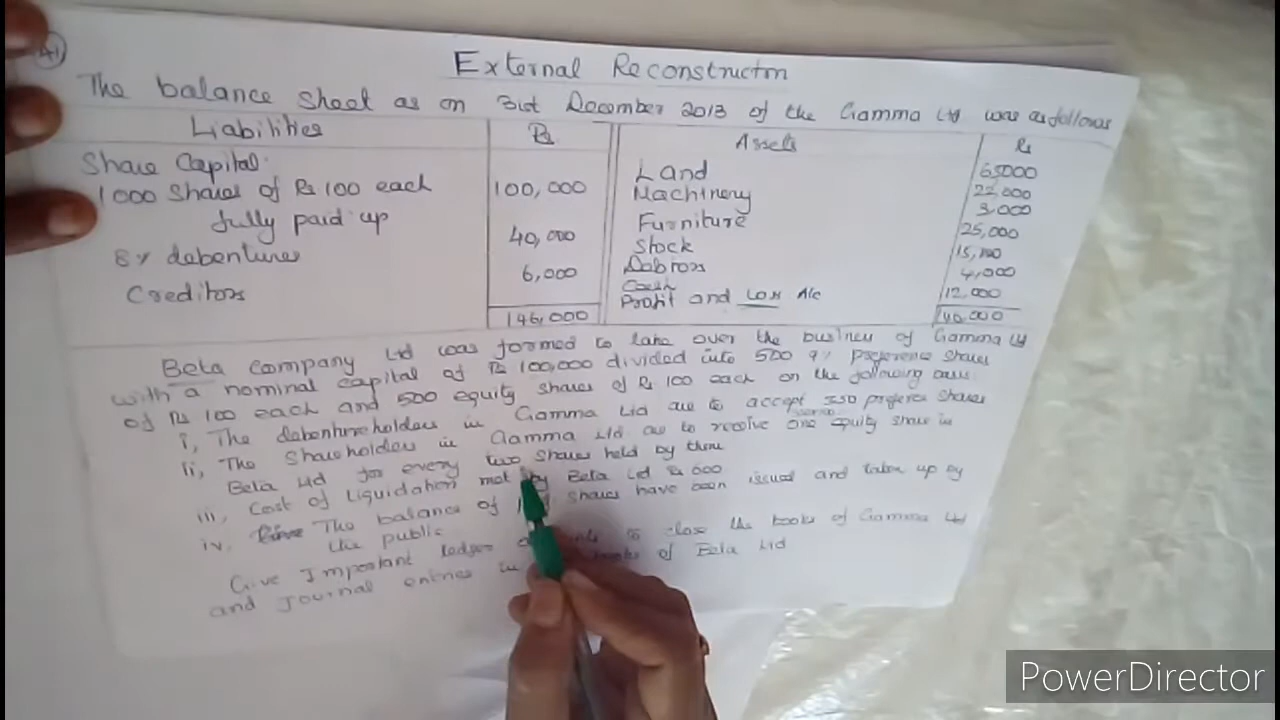 41
External Reconstructon
The balance sheet as on 31st December 2013 of the Gamma Ltd was as follows
Liabilities Rs Assets Rs
Share Capital Land 65000
1000 Shares of Rs 100 each 100,000 Machinery 22,000
fully paid up Furniture 3,000
8% debentures 40,000 Stock 25,000
Creditors 6,000 Debtors 15,000
Cash 4,000
Profit and Loss A/c 12,000
146,000
Beta Company Ltd was formed to take over the business of Gamma Ltd
with a nominal capital of Rs 100,000 divided into 500 9% preference shares
of Rs 100 each and 500 equity shares of Rs 100 each on the following basis
i, The debentureholders in Gamma Ltd are to accept 350 preference shares
ii, The Shareholders in Gamma Ltd are to receive one equity share in
Beta Ltd for every two shares held by them
iii, Cost of Liquidation met by Beta Ltd Rs 600
iv. The balance of shares have been issued and taken up by
the public
Give Important ledger to close the books of Gamma Ltd
and Journal entries in of Beta Ltd
PowerDirector